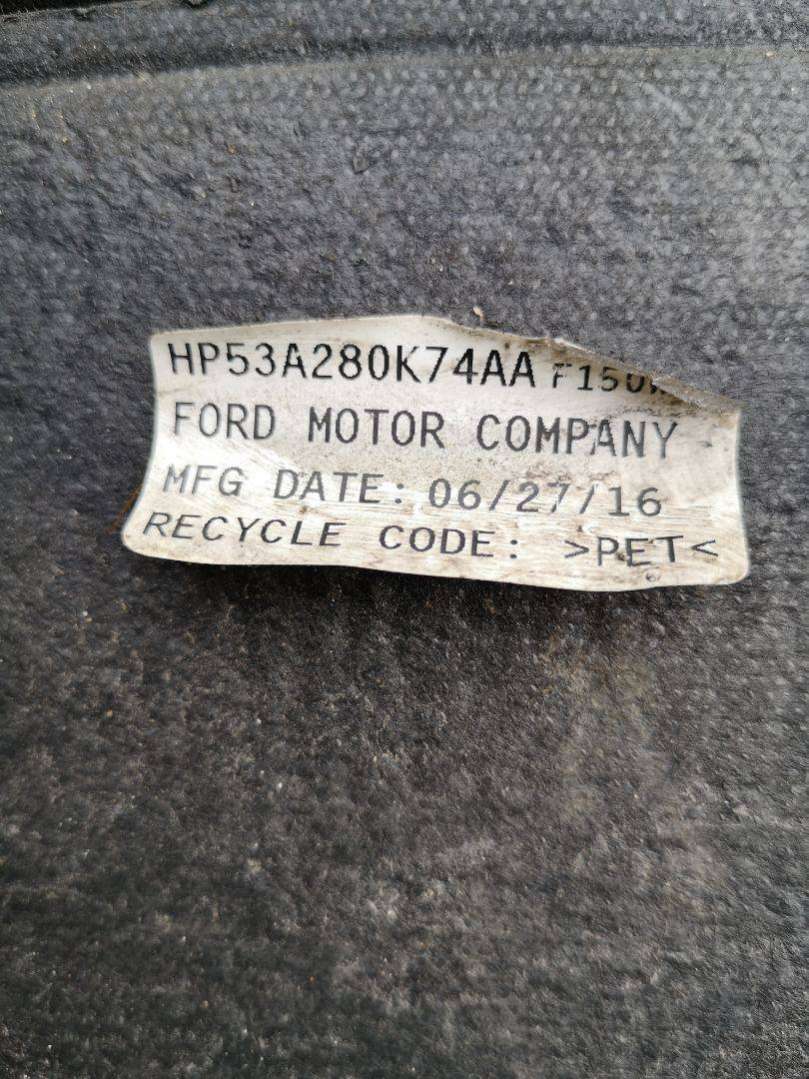 HP53A280K74AA
FORD MOTOR COMPANY
MFG DATE: 06/27/16
RECYCLE CODE: >PET<